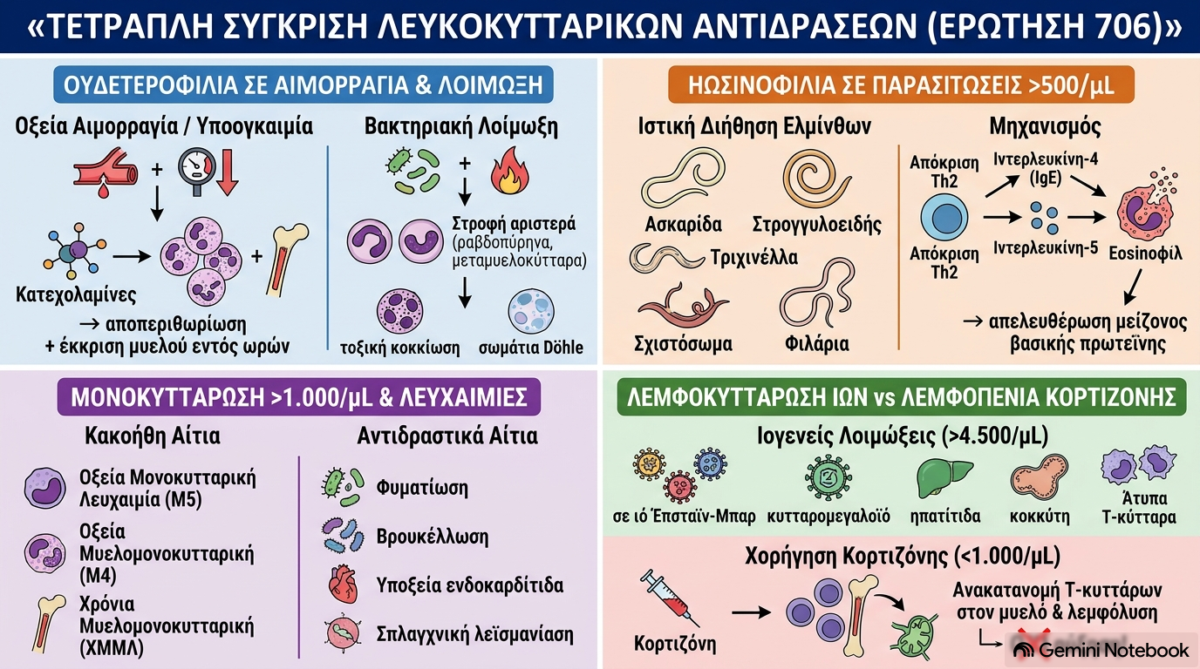 «ΤΕΤΡΑΠΛΗ ΣΥΓΚΡΙΣΗ ΛΕΥΚΟΚΥΤΤΑΡΙΚΩΝ ΑΝΤΙΔΡΑΣΕΩΝ (ΕΡΩΤΗΣΗ 706)»
ΟΥΔΕΤΕΡΟΦΙΛΙΑ ΣΕ ΑΙΜΟΡΡΑΓΙΑ & ΛΟΙΜΩΞΗ
Οξεία Αιμορραγία / Υποογκαιμία
+
Κατεχολαμίνες
+
→ αποπεριθωρίωση
+ έκκριση μυελού εντός ωρών
Βακτηριακή Λοίμωξη
+
Στροφή αριστερά
(ραβδοπύρηνα,
μεταμυελοκύτταρα)
τοξική κοκκίωση
σωμάτια Döhle
ΗΩΣΙΝΟΦΙΛΙΑ ΣΕ ΠΑΡΑΣΙΤΩΣΕΙΣ >500/μL
Ιστική Διήθηση Ελμίνθων
Ασκαρίδα
Στρογγυλοειδής
Τριχινέλλα
Σχιστόσωμα
Φιλάρια
Μηχανισμός
Απόκριση
Th2
Ιντερλευκίνη-4
(IgE)
Απόκριση
Th2
Ιντερλευκίνη-5
Eosinοφίλ
→ απελευθέρωση μείζονος
βασικής πρωτεΐνης
ΜΟΝΟΚΥΤΤΑΡΩΣΗ >1.000/μL & ΛΕΥΧΑΙΜΙΕΣ
Κακοήθη Αίτια
Οξεία Μονοκυτταρική
Λευχαιμία (Μ5)
Οξεία
Μυελομονοκυτταρική
(Μ4)
Χρόνια
Μυελομονοκυτταρική
(ΧΜΜΛ)
Αντιδραστικά Αίτια
Φυματίωση
Βρουκέλλωση
Υποξεία ενδοκαρδίτιδα
Σπλαγχνική λεϊσμανίαση
ΛΕΜΦΟΚΥΤΤΑΡΩΣΗ ΙΩΝ vs ΛΕΜΦΟΠΕΝΙΑ ΚΟΡΤΙΖΟΝΗΣ
Ιογενείς Λοιμώξεις (>4.500/μL)
σε ιό Έπσταϊν-Μπαρ
κυτταρομεγαλοϊό
ηπατίτιδα
κοκκύτη
Άτυπα
Τ-κύτταρα
Χορήγηση Κορτιζόνης (<1.000/μL)
Κορτιζόνη
Ανακατανομή Τ-κυττάρων
στον μυελό & λεμφόλυση
Gemini Notebook